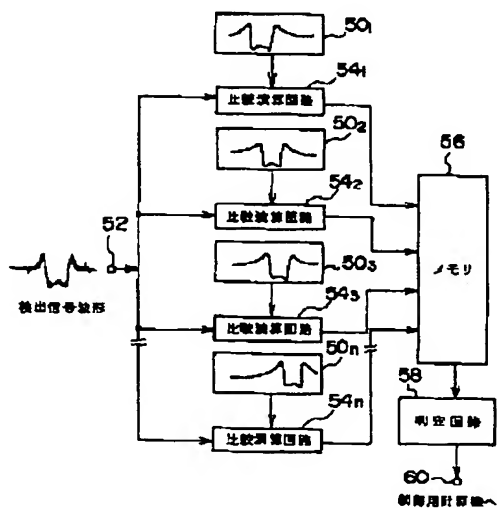 50₁
54₁
比較演算回路
50₂
56
54₂
52
比較演算回路
メモリ
50₃
検出信号波形
54₃
比較演算回路
50n
58
54n
判定回路
比較演算回路
60
制御用計算機へ